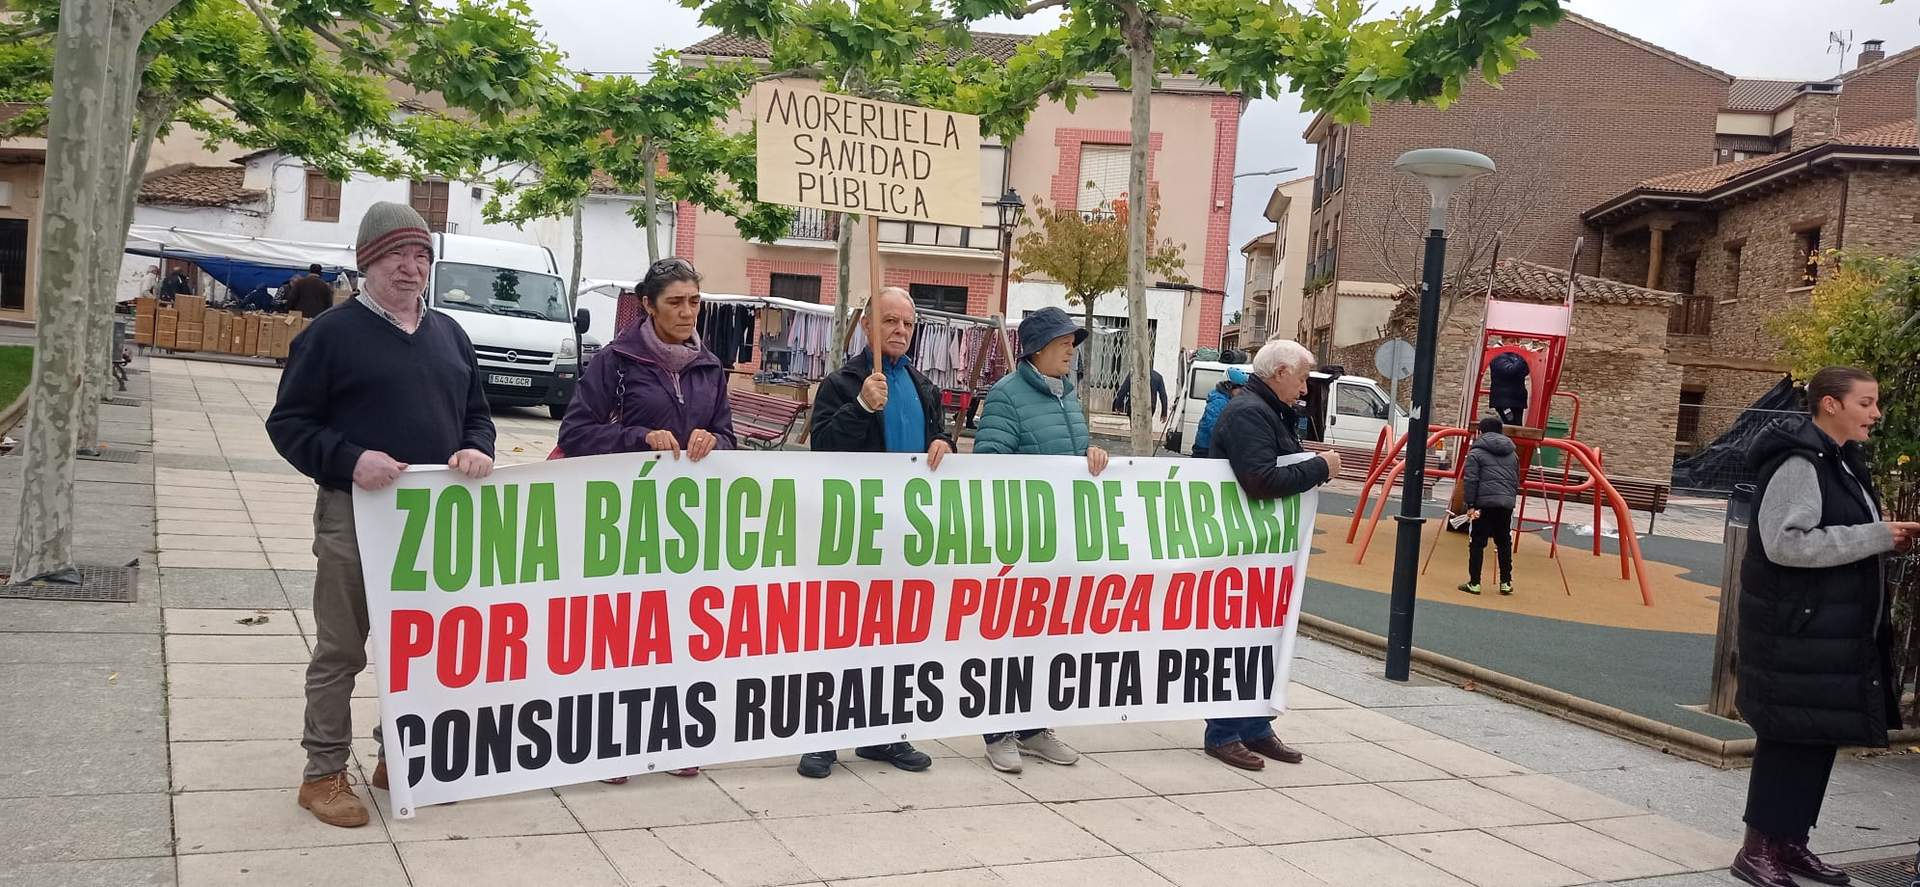 MORERUELA
SANIDAD
PÚBLICA
ZONA BÁSICA DE SALUD DE TÁBARA
POR UNA SANIDAD PÚBLICA DIGNA
CONSULTAS RURALES SIN CITA PREVI
5434 GCR